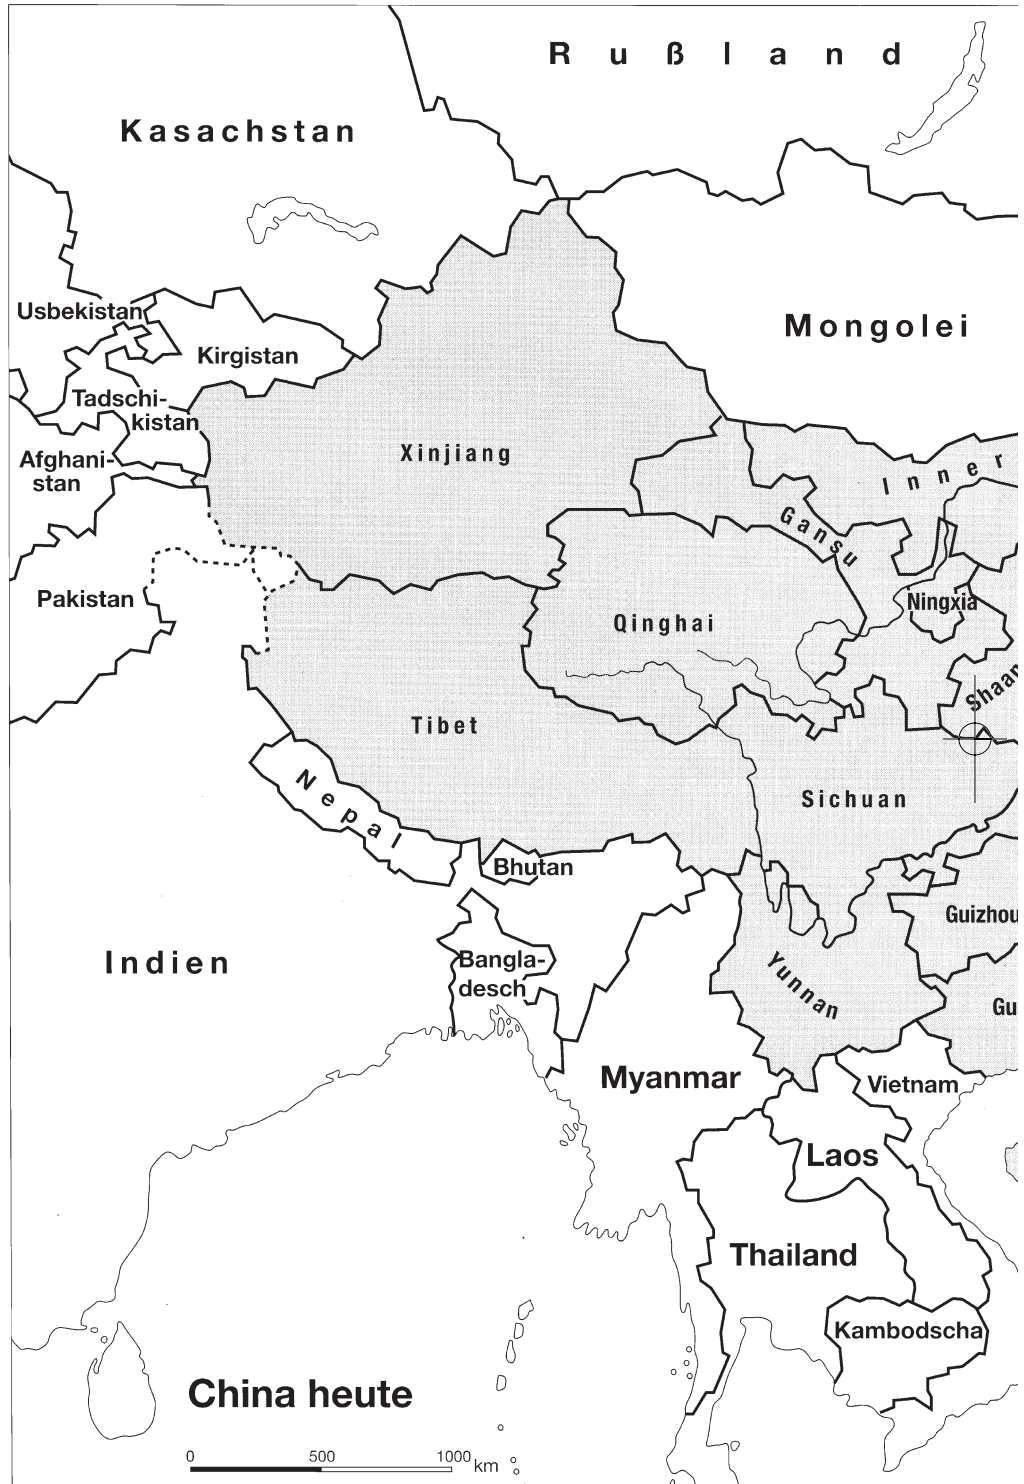 Rußland
Kasachstan
Usbekistan
Mongolei
Kirgistan
Tadschi-
kistan
Xinjiang
Afghani-
stan
Inner
Gansu
Pakistan
Ningxia
Qinghai
Shaan
Tibet
Nepal
Sichuan
Bhutan
Guizhou
Indien
Bangla-
desch
Yunnan
Gu
Myanmar
Vietnam
Laos
Thailand
Kambodscha
China heute
0 500 1000 km